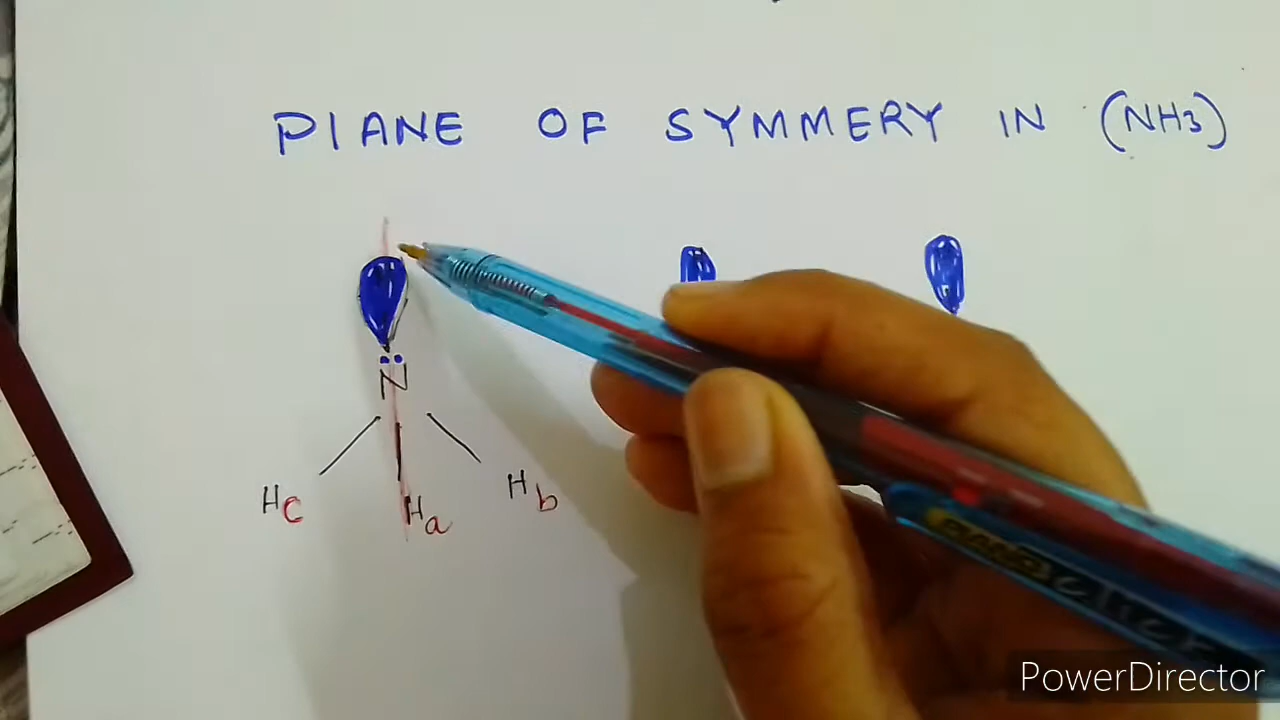 PLANE OF SYMMERY IN (NH3)
N
Hc Ha Hb
PowerDirector